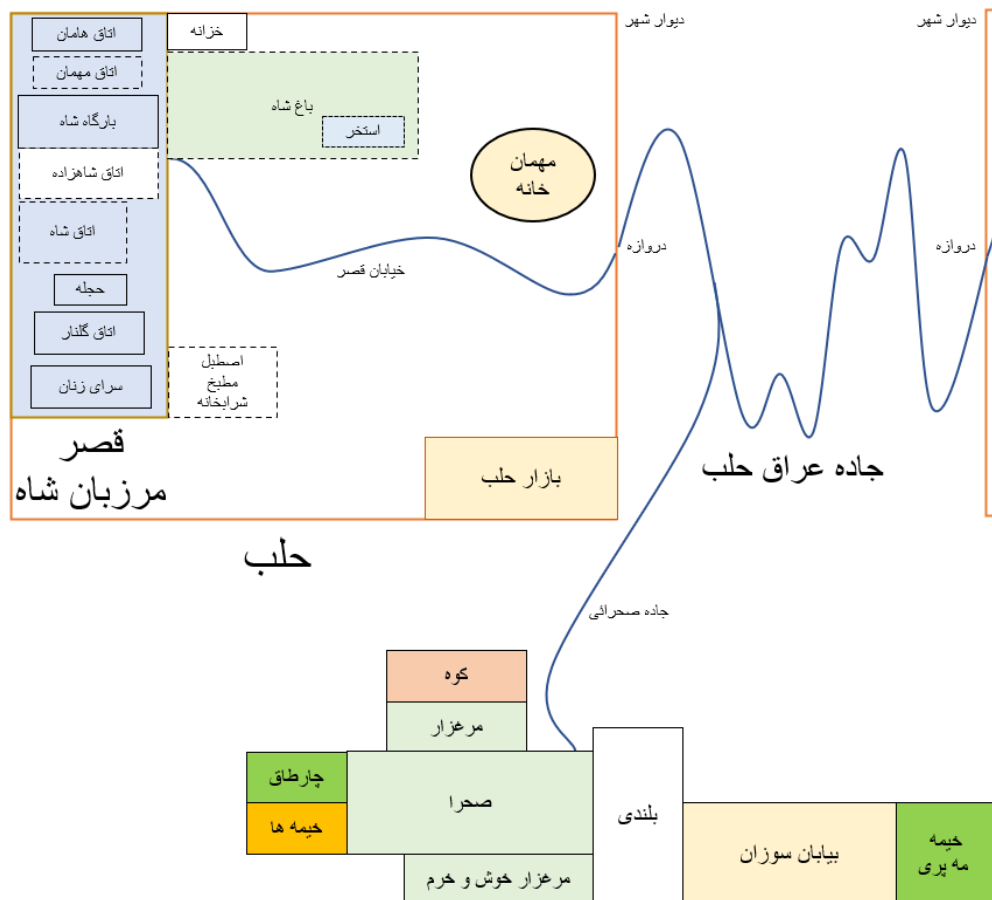 دیوار شهر
دیوار شهر
اتاق هامان
خزانه
اتاق مهمان
باغ شاه
بارگاه شاه
استخر
مهمان
خانه
اتاق شاهزاده
اتاق شاه
دروازه
دروازه
خیابان قصر
حجله
اتاق گلنار
سرای زنان
اصطبل
مطبخ
شرابخانه
قصر
مرزبان شاه
بازار حلب
جاده عراق حلب
حلب
جاده صحرائی
کوه
مرغزار
چارطاق
صحرا
خیمه ها
بلندی
بیابان سوزان
خیمه
مه پری
مرغزار خوش و خرم